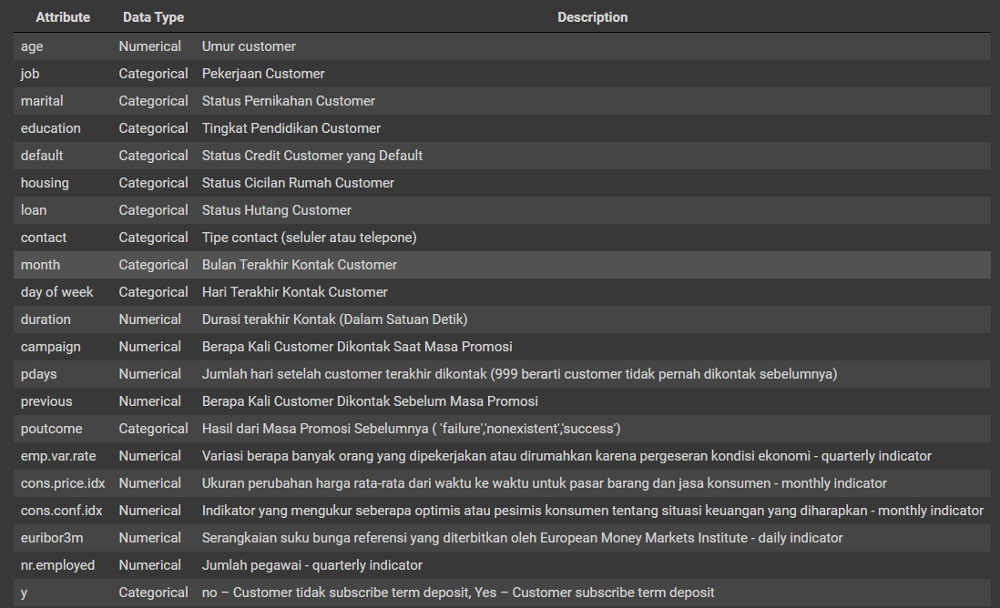 Attribute Data Type Description
age Numerical Umur customer
job Categorical Pekerjaan Customer
marital Categorical Status Pernikahan Customer
education Categorical Tingkat Pendidikan Customer
default Categorical Status Credit Customer yang Default
housing Categorical Status Cicilan Rumah Customer
loan Categorical Status Hutang Customer
contact Categorical Tipe contact (seluler atau telepone)
month Categorical Bulan Terakhir Kontak Customer
day of week Categorical Hari Terakhir Kontak Customer
duration Numerical Durasi terakhir Kontak (Dalam Satuan Detik)
campaign Numerical Berapa Kali Customer Dikontak Saat Masa Promosi
pdays Numerical Jumlah hari setelah customer terakhir dikontak (999 berarti customer tidak pernah dikontak sebelumnya)
previous Numerical Berapa Kali Customer Dikontak Sebelum Masa Promosi
poutcome Categorical Hasil dari Masa Promosi Sebelumnya ( 'failure','nonexistent','success')
emp.var.rate Numerical Variasi berapa banyak orang yang dipekerjakan atau dirumahkan karena pergeseran kondisi ekonomi - quarterly indicator
cons.price.idx Numerical Ukuran perubahan harga rata-rata dari waktu ke waktu untuk pasar barang dan jasa konsumen - monthly indicator
cons.conf.idx Numerical Indikator yang mengukur seberapa optimis atau pesimis konsumen tentang situasi keuangan yang diharapkan - monthly indicator
euribor3m Numerical Serangkaian suku bunga referensi yang diterbitkan oleh European Money Markets Institute - daily indicator
nr.employed Numerical Jumlah pegawai - quarterly indicator
y Categorical no – Customer tidak subscribe term deposit, Yes – Customer subscribe term deposit